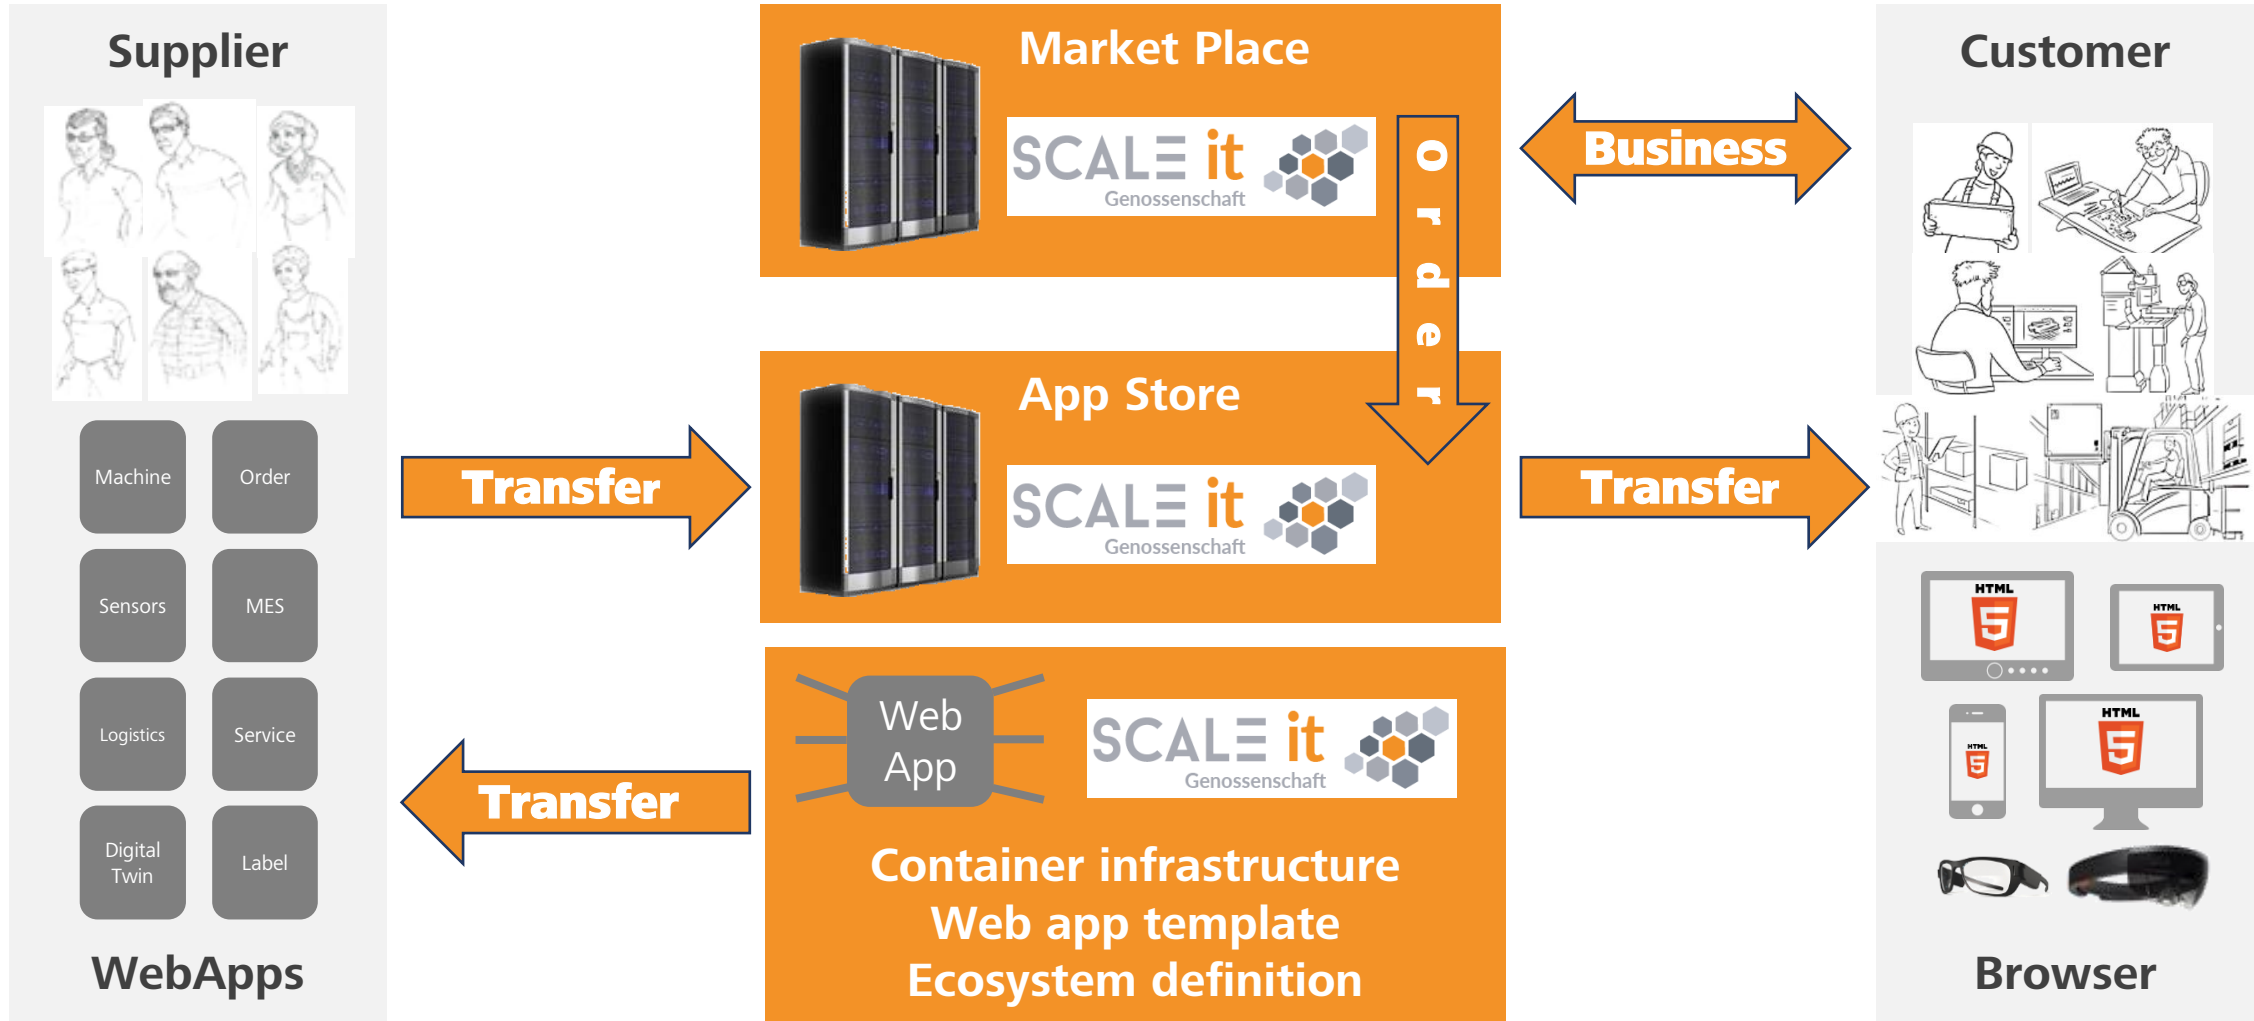 Supplier
Machine
Order
Sensors
MES
Logistics
Service
Digital
Twin
Label
WebApps
Transfer
Transfer
Market Place
SCALE it
Genossenschaft
Order
App Store
SCALE it
Genossenschaft
Web
App
SCALE it
Genossenschaft
Container infrastructure
Web app template
Ecosystem definition
Business
Transfer
Customer
HTML
5
HTML
5
HTML
5
HTML
5
Browser